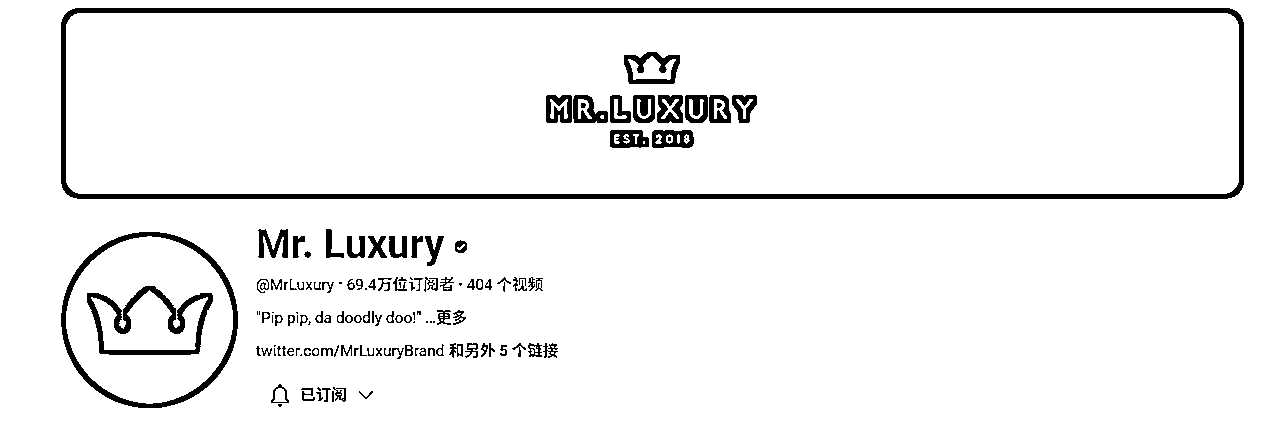 MR.LUXURY
EST. 2018
Mr. Luxury
@MrLuxury · 69.4万位订阅者 · 404 个视频
"Pip pip, da doodly doo!" ...更多
twitter.com/MrLuxuryBrand 和另外 5 个链接
已订阅